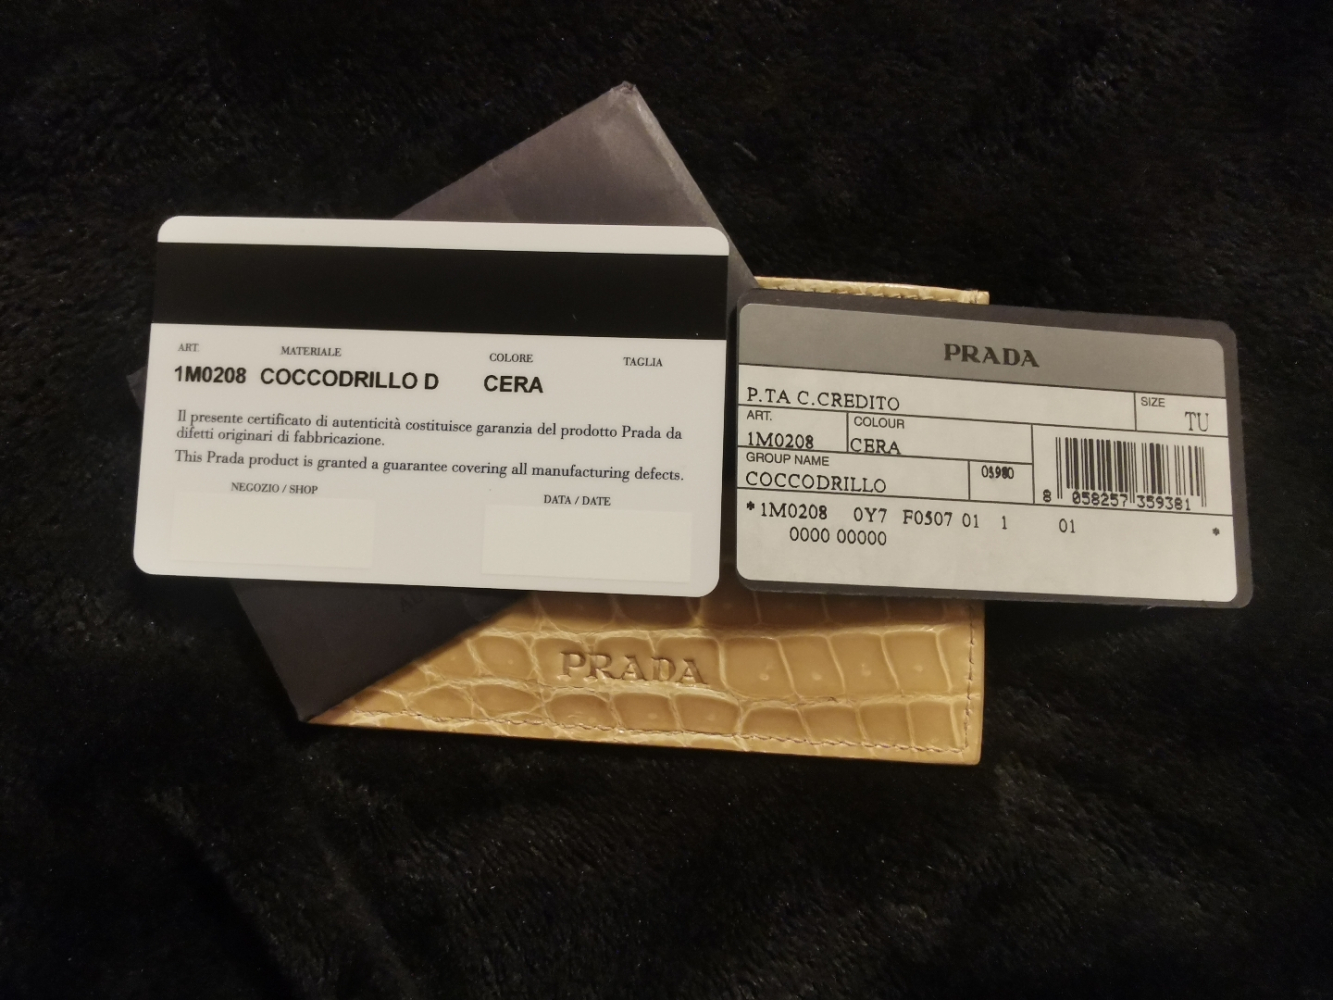 ART. MATERIALE COLORE TAGLIA
1M0208 COCCODRILLO D CERA
Il presente certificato di autenticità costituisce garanzia del prodotto Prada da
difetti originari di fabbricazione.
This Prada product is granted a guarantee covering all manufacturing defects.
NEGOZIO / SHOP DATA / DATE
PRADA
P.TA C.CREDITO SIZE TU
ART. COLOUR
1M0208 CERA
GROUP NAME
COCCODRILLO
8 058257 359381
*1M0208 0Y7 F0507 01 1 01 *
0000 00000
PRADA